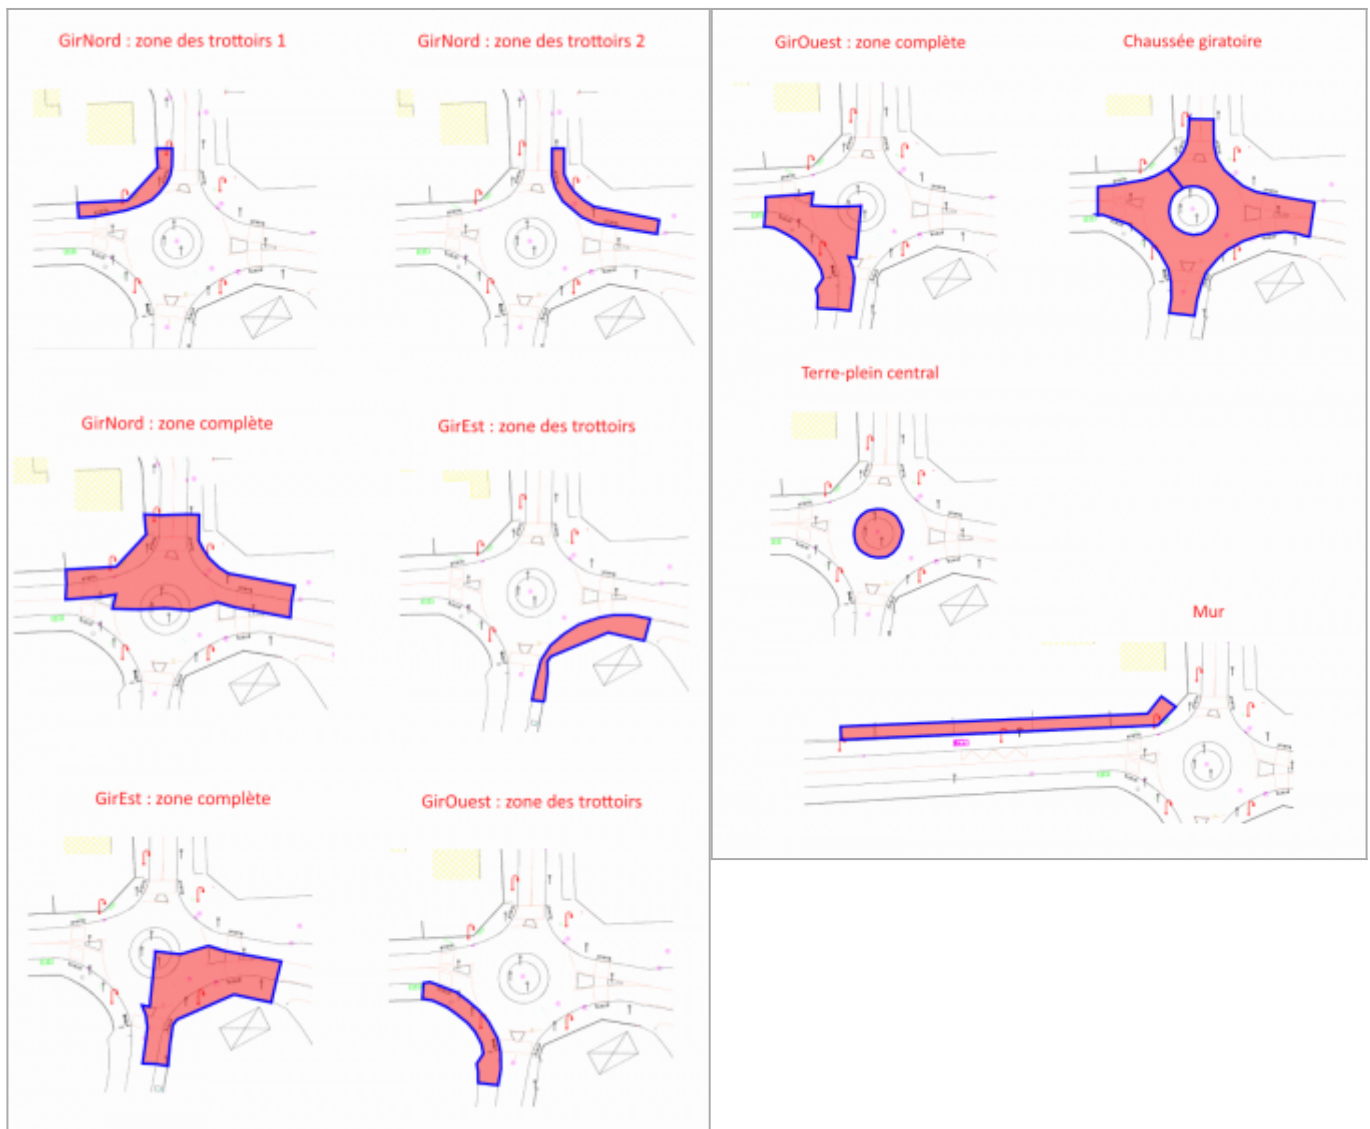 GirNord : zone des trottoirs 1
GirNord : zone des trottoirs 2
GirNord : zone complète
GirEst : zone des trottoirs
GirEst : zone complète
GirOuest : zone des trottoirs
GirOuest : zone complète
Chaussée giratoire
Terre-plein central
Mur